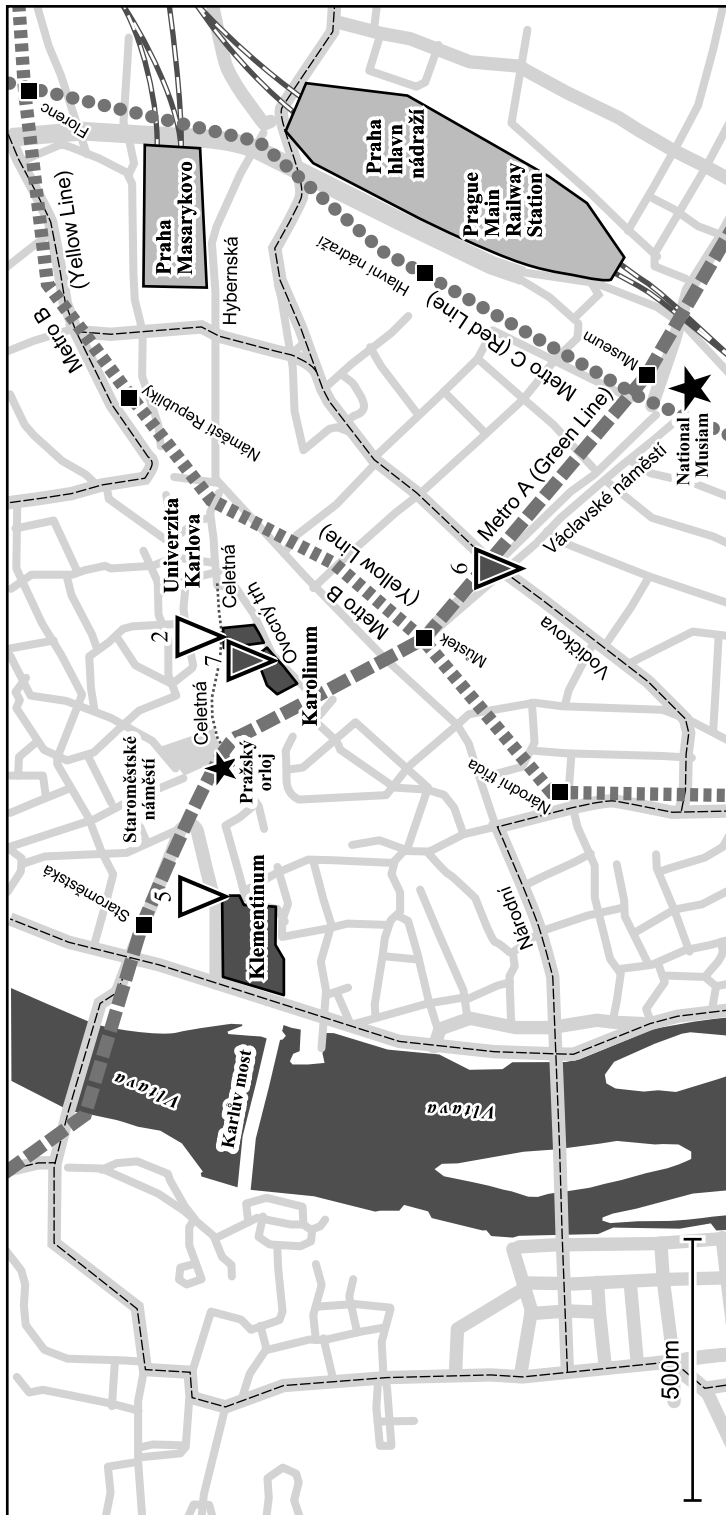 Florenc
Praha
Masarykovo
Praha
hlavn
nádraží
Prague
Main
Railway
Station
(Yellow Line)
Metro B
Hybernská
Hlavní nádraží
Metro C (Red Line)
Museum
National
Musiam
Náměstí Republiky
Univerzita
Karlova
Celetná
2
7
Ovocný trh
Karolinum
(Yellow Line)
Metro B
Metro A (Green Line)
6
Václavské náměstí
Můstek
Vodičkova
Celetná
Staroměstské
náměstí
Pražský
orloj
Národní třída
Staroměstská
5
Klementinum
Národní
Vltava
Karlův most
Vltava
500m